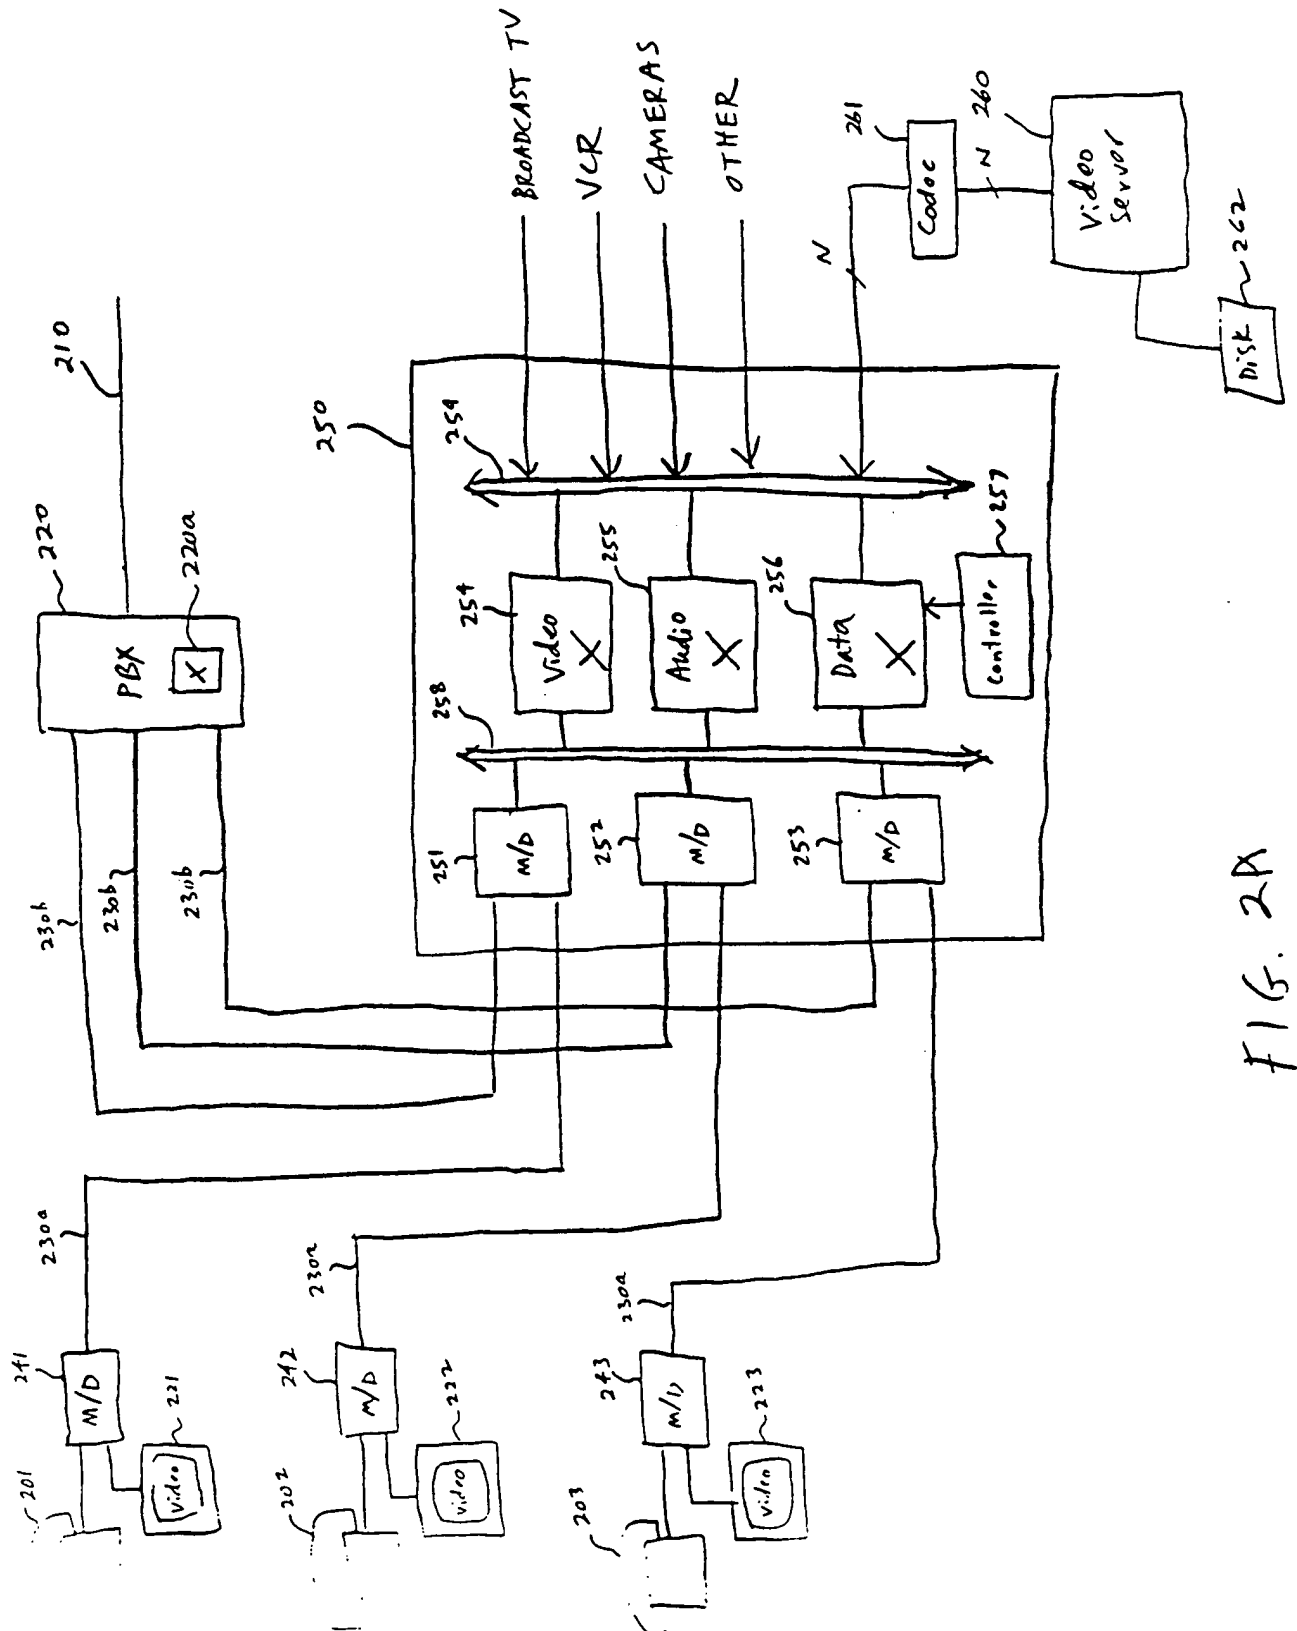 210
220
PBX
X
220a
230b
230b
230b
250
BROADCAST TV
VCR
CAMERAS
OTHER
259
254
Video
X
255
Audio
X
256
Data
X
257
Controller
258
251
M/D
252
M/D
253
M/D
N
261
Codec
N
260
Video
Server
262
Disk
230a
230a
230a
241
M/D
242
M/D
243
M/D
201
221
Video
202
222
Video
203
223
Video
FIG. 2A